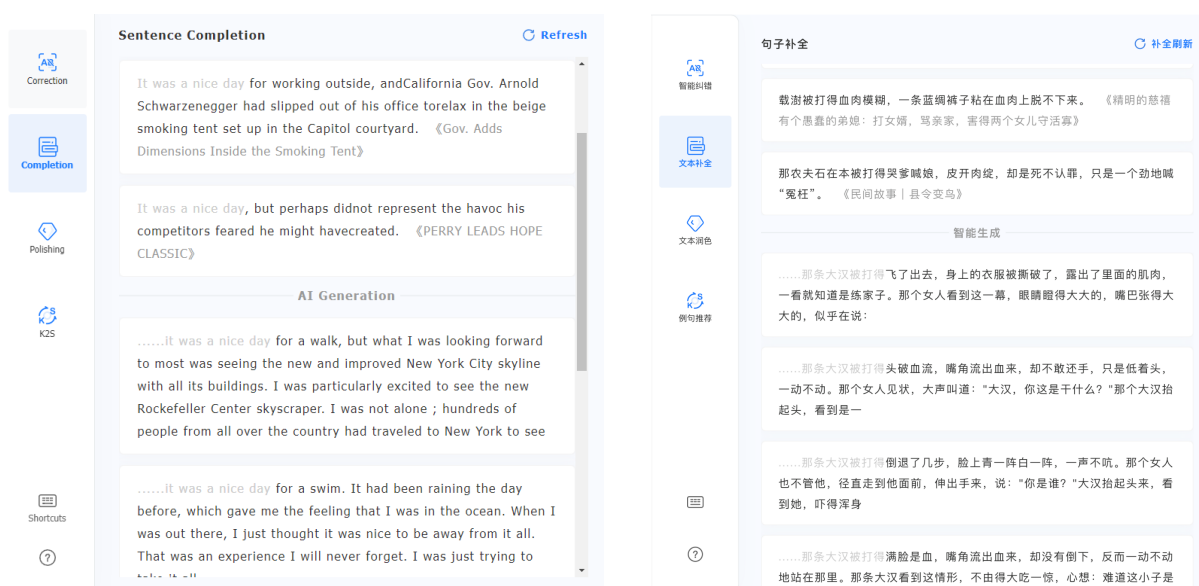 Sentence Completion
Refresh
Correction
Completion
Polishing
K2S
Shortcuts
It was a nice day for working outside, andCalifornia Gov. Arnold
Schwarzenegger had slipped out of his office torelax in the beige
smoking tent set up in the Capitol courtyard. 《Gov. Adds
Dimensions Inside the Smoking Tent》
It was a nice day, but perhaps didnot represent the havoc his
competitors feared he might havecreated. 《PERRY LEADS HOPE
CLASSIC》
AI Generation
......it was a nice day for a walk, but what I was looking forward
to most was seeing the new and improved New York City skyline
with all its buildings. I was particularly excited to see the new
Rockefeller Center skyscraper. I was not alone ; hundreds of
people from all over the country had traveled to New York to see
......it was a nice day for a swim. It had been raining the day
before, which gave me the feeling that I was in the ocean. When I
was out there, I just thought it was nice to be away from it all.
That was an experience I will never forget. I was just trying to
take it all
句子补全
补全刷新
智能纠错
文本补全
文本润色
例句推荐
载澍被打得血肉模糊，一条蓝绸裤子粘在血肉上脱不下来。 《精明的慈禧
有个愚蠢的弟媳：打女婿，骂亲家，害得两个女儿守活寡》
那农夫石在本被打得哭爹喊娘，皮开肉绽，却是死不认罪，只是一个劲地喊
“冤枉”。 《民间故事｜县令变鸟》
智能生成
......那条大汉被打得飞了出去，身上的衣服被撕破了，露出了里面的肌肉，
一看就知道是练家子。那个女人看到这一幕，眼睛瞪得大大的，嘴巴张得大
大的，似乎在说：
......那条大汉被打得头破血流，嘴角流出血来，却不敢还手，只是低着头，
一动不动。那个女人见状，大声叫道："大汉，你这是干什么？"那个大汉抬
起头，看到是一
......那条大汉被打得倒退了几步，脸上青一阵白一阵，一声不吭。那个女人
也不管他，径直走到他面前，伸出手来，说："你是谁？"大汉抬起头来，看
到她，吓得浑身
......那条大汉被打得满脸是血，嘴角流出血来，却没有倒下，反而一动不动
地站在那里。那条大汉看到这情形，不由得大吃一惊，心想：难道这小子是